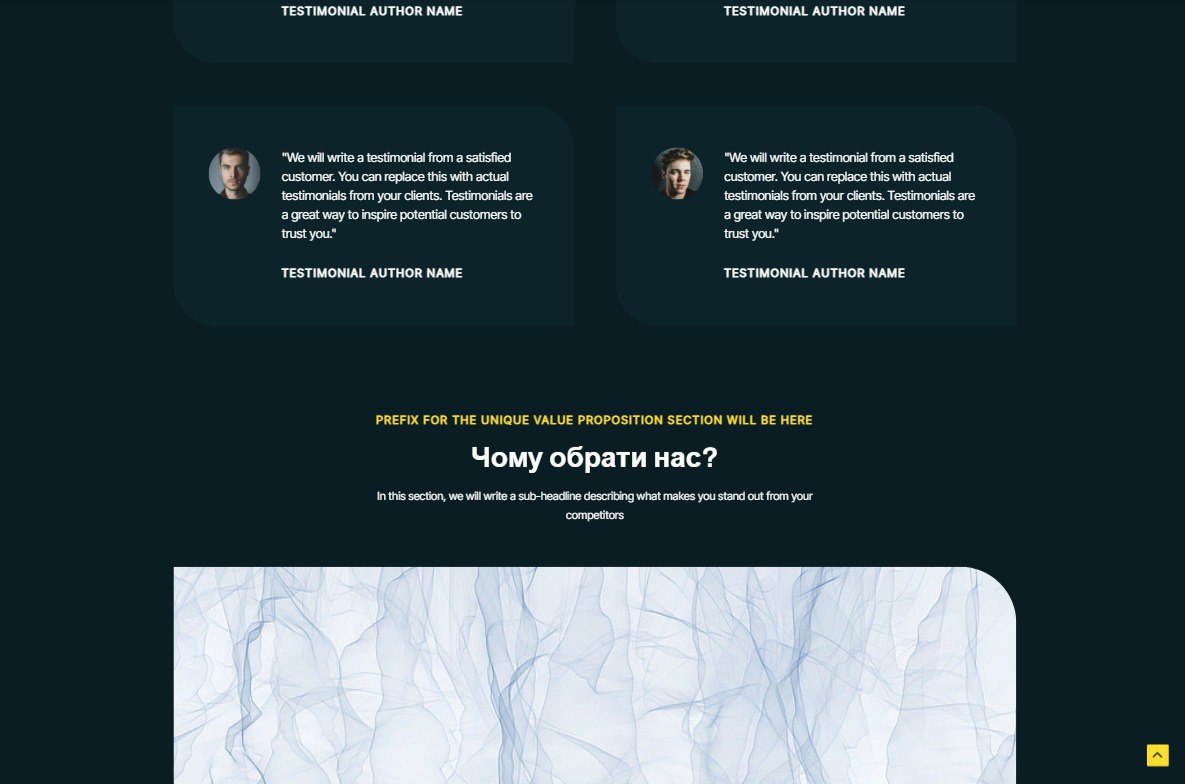 TESTIMONIAL AUTHOR NAME
TESTIMONIAL AUTHOR NAME
"We will write a testimonial from a satisfied
customer. You can replace this with actual
testimonials from your clients. Testimonials are
a great way to inspire potential customers to
trust you."
TESTIMONIAL AUTHOR NAME
"We will write a testimonial from a satisfied
customer. You can replace this with actual
testimonials from your clients. Testimonials are
a great way to inspire potential customers to
trust you."
TESTIMONIAL AUTHOR NAME
PREFIX FOR THE UNIQUE VALUE PROPOSITION SECTION WILL BE HERE
Чому обрати нас?
In this section, we will write a sub-headline describing what makes you stand out from your
competitors